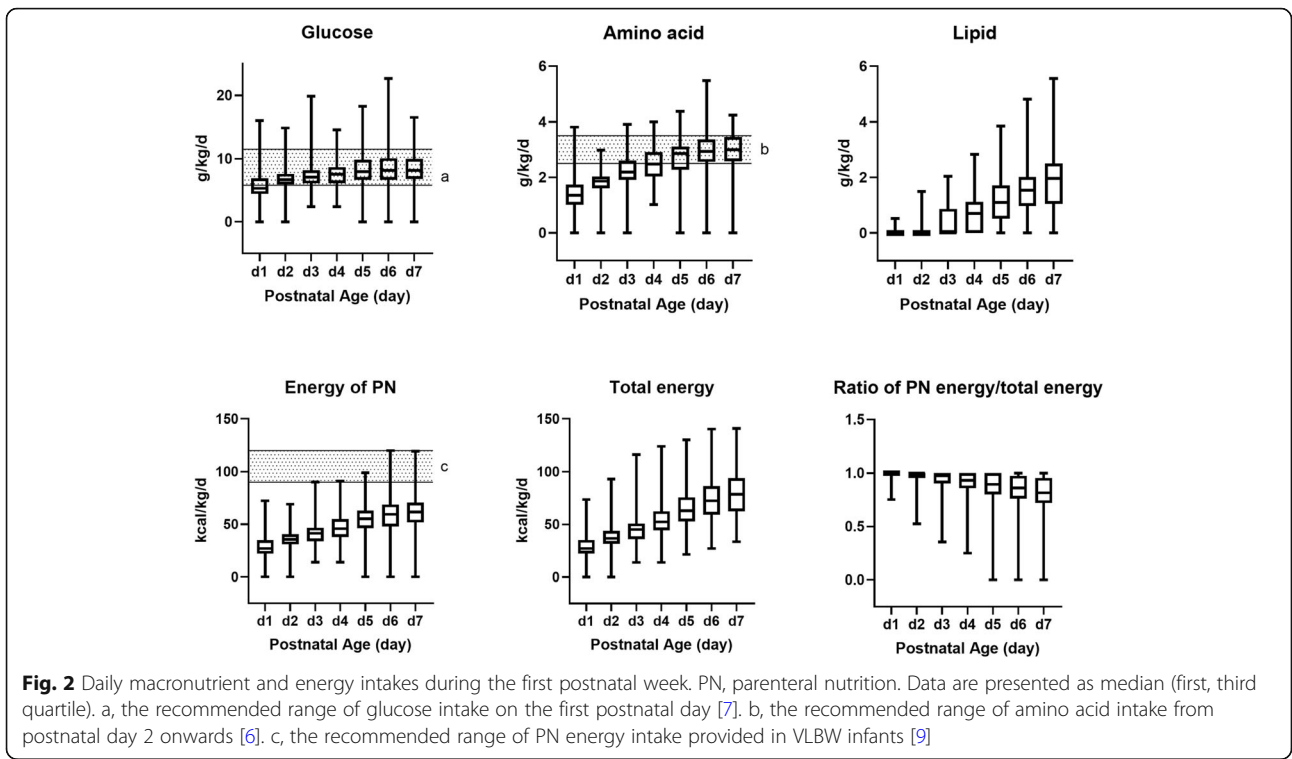 Glucose
20
10
0
g/kg/d
a
d1 d2 d3 d4 d5 d6 d7
Postnatal Age (day)
Amino acid
6
4
2
0
g/kg/d
b
d1 d2 d3 d4 d5 d6 d7
Postnatal Age (day)
Lipid
6
4
2
0
g/kg/d
d1 d2 d3 d4 d5 d6 d7
Postnatal Age (day)
Energy of PN
150
100
50
0
kcal/kg/d
c
d1 d2 d3 d4 d5 d6 d7
Postnatal Age (day)
Total energy
150
100
50
0
kcal/kg/d
d1 d2 d3 d4 d5 d6 d7
Postnatal Age (day)
Ratio of PN energy/total energy
1.5
1.0
0.5
0.0
d1 d2 d3 d4 d5 d6 d7
Postnatal Age (day)
Fig. 2 Daily macronutrient and energy intakes during the first postnatal week. PN, parenteral nutrition. Data are presented as median (first, third
quartile). a, the recommended range of glucose intake on the first postnatal day [7]. b, the recommended range of amino acid intake from
postnatal day 2 onwards [6]. c, the recommended range of PN energy intake provided in VLBW infants [9]